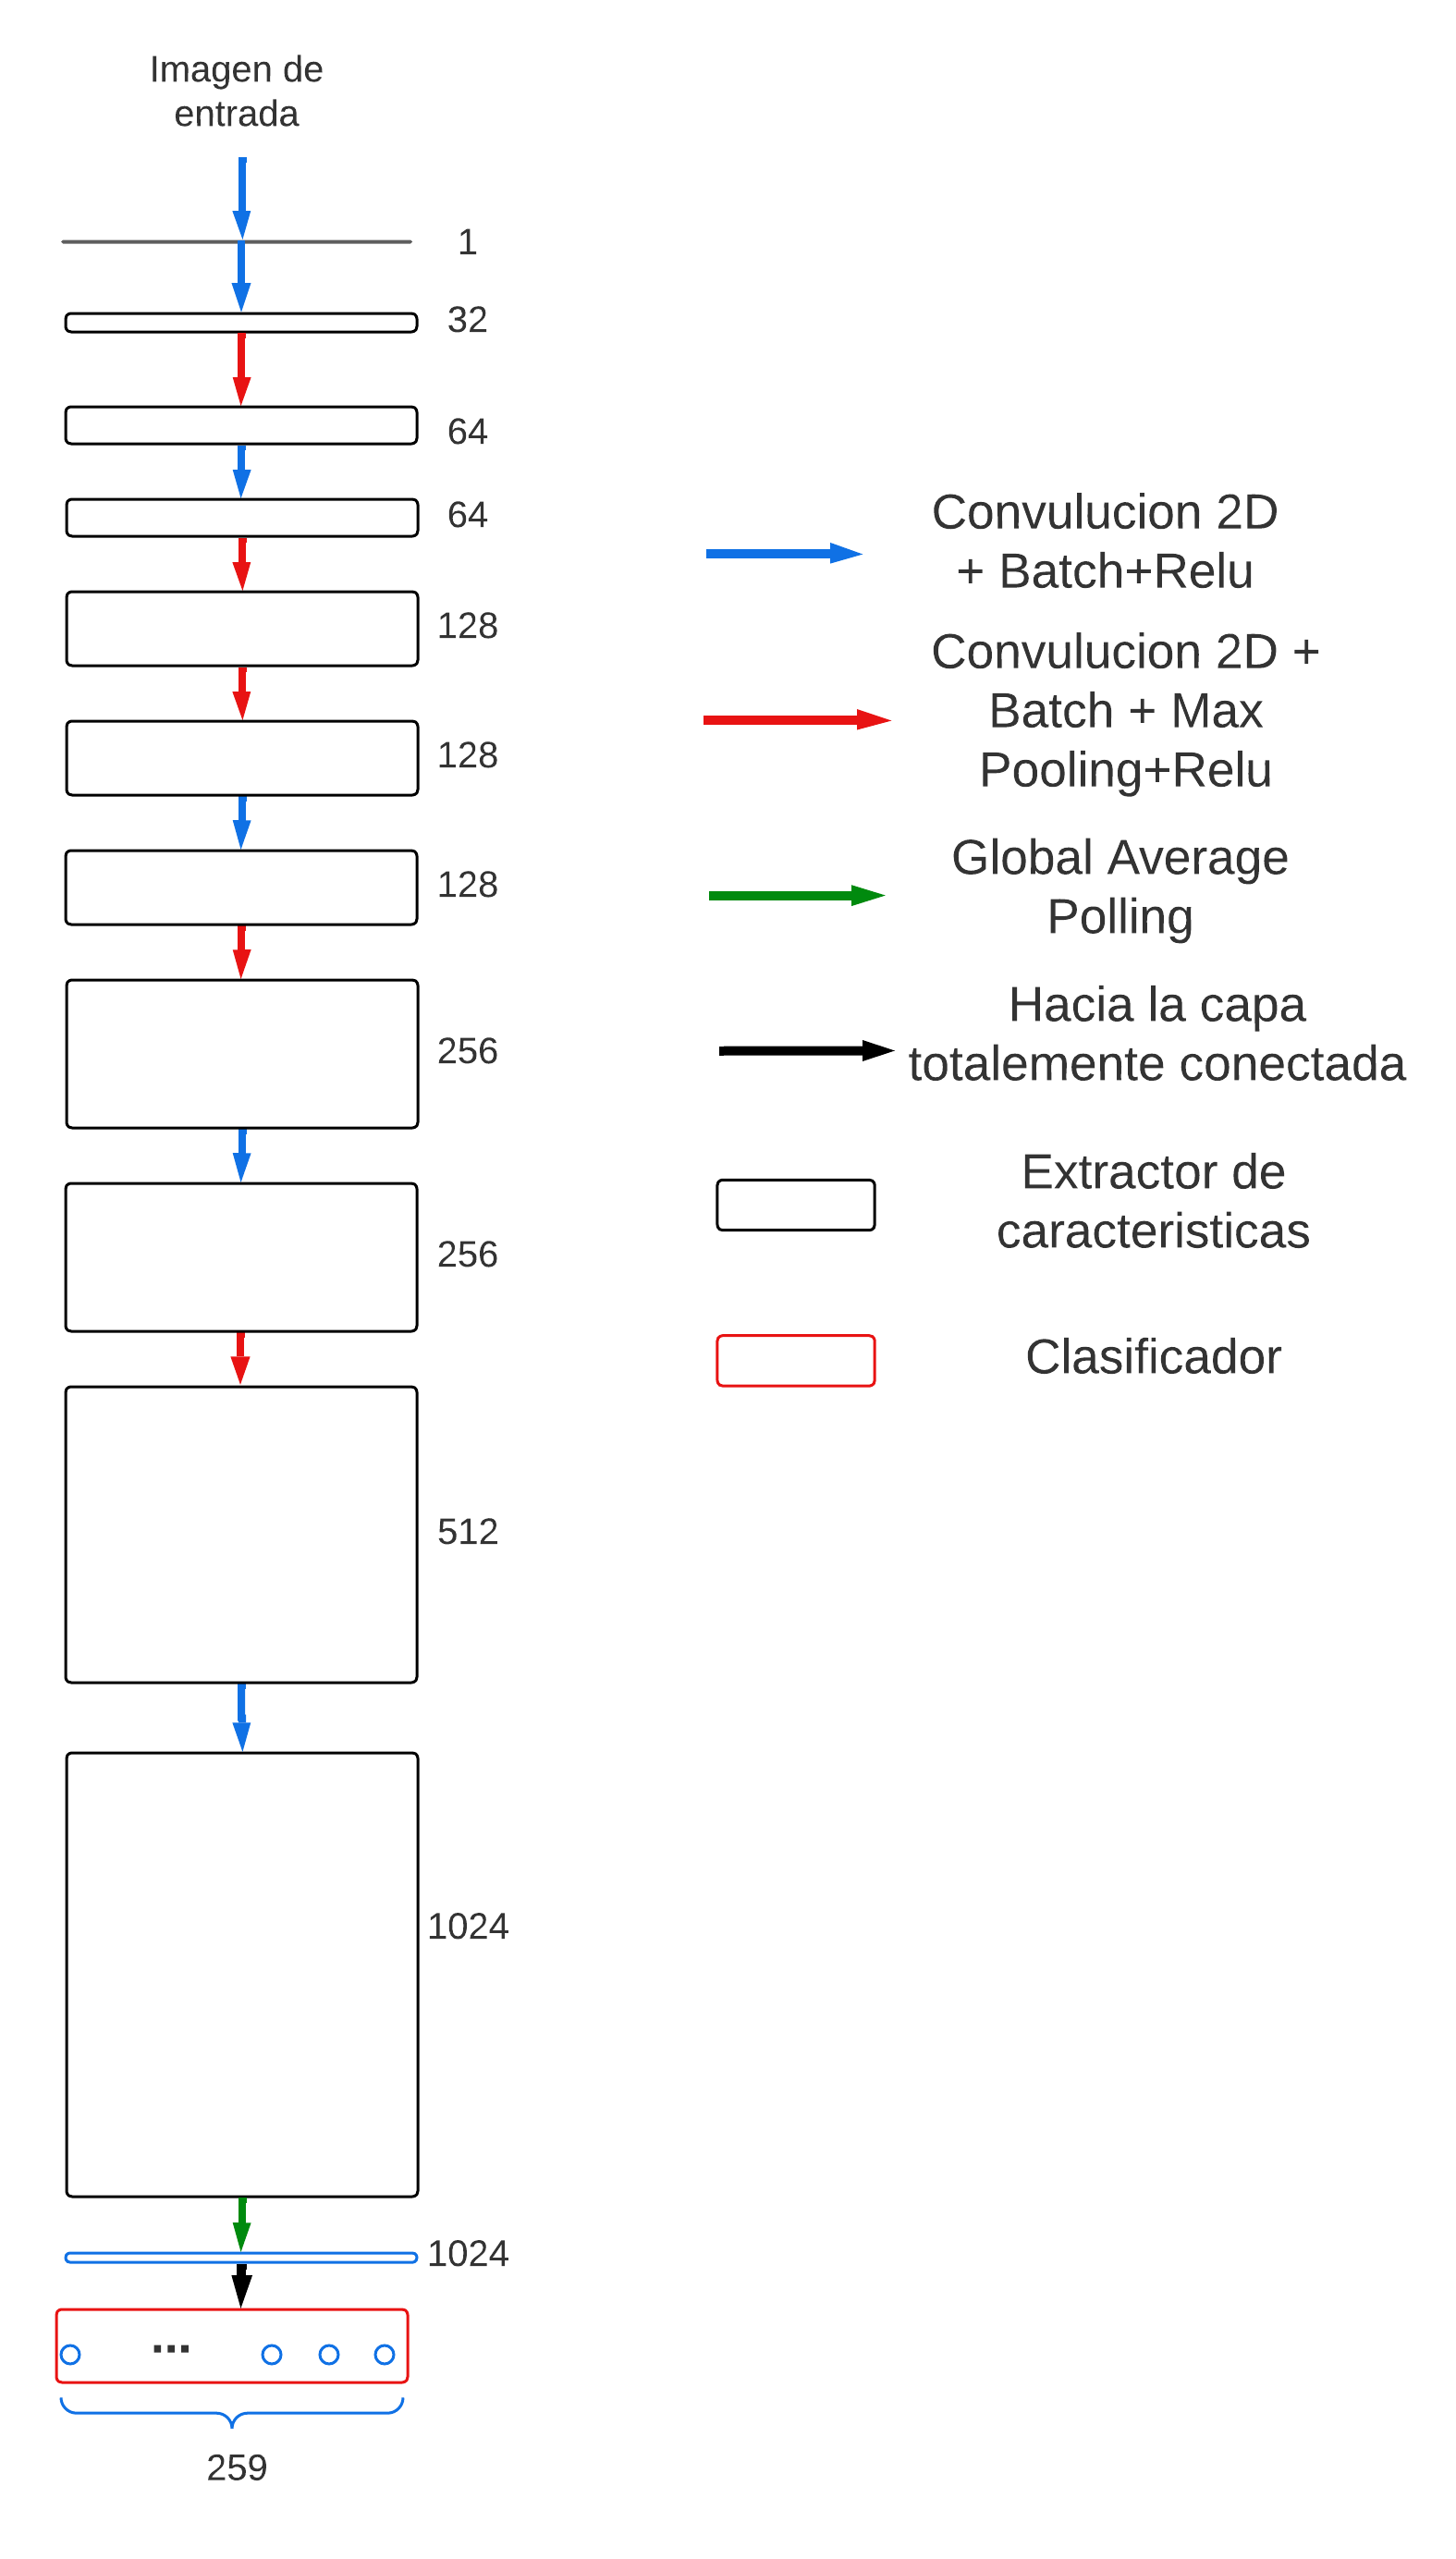 Imagen de
entrada
1
32
64
64
128
128
128
256
256
512
1024
1024
...
259
Convulucion 2D
+ Batch+Relu
Convulucion 2D +
Batch + Max
Pooling+Relu
Global Average
Polling
Hacia la capa
totalemente conectada
Extractor de
caracteristicas
Clasificador